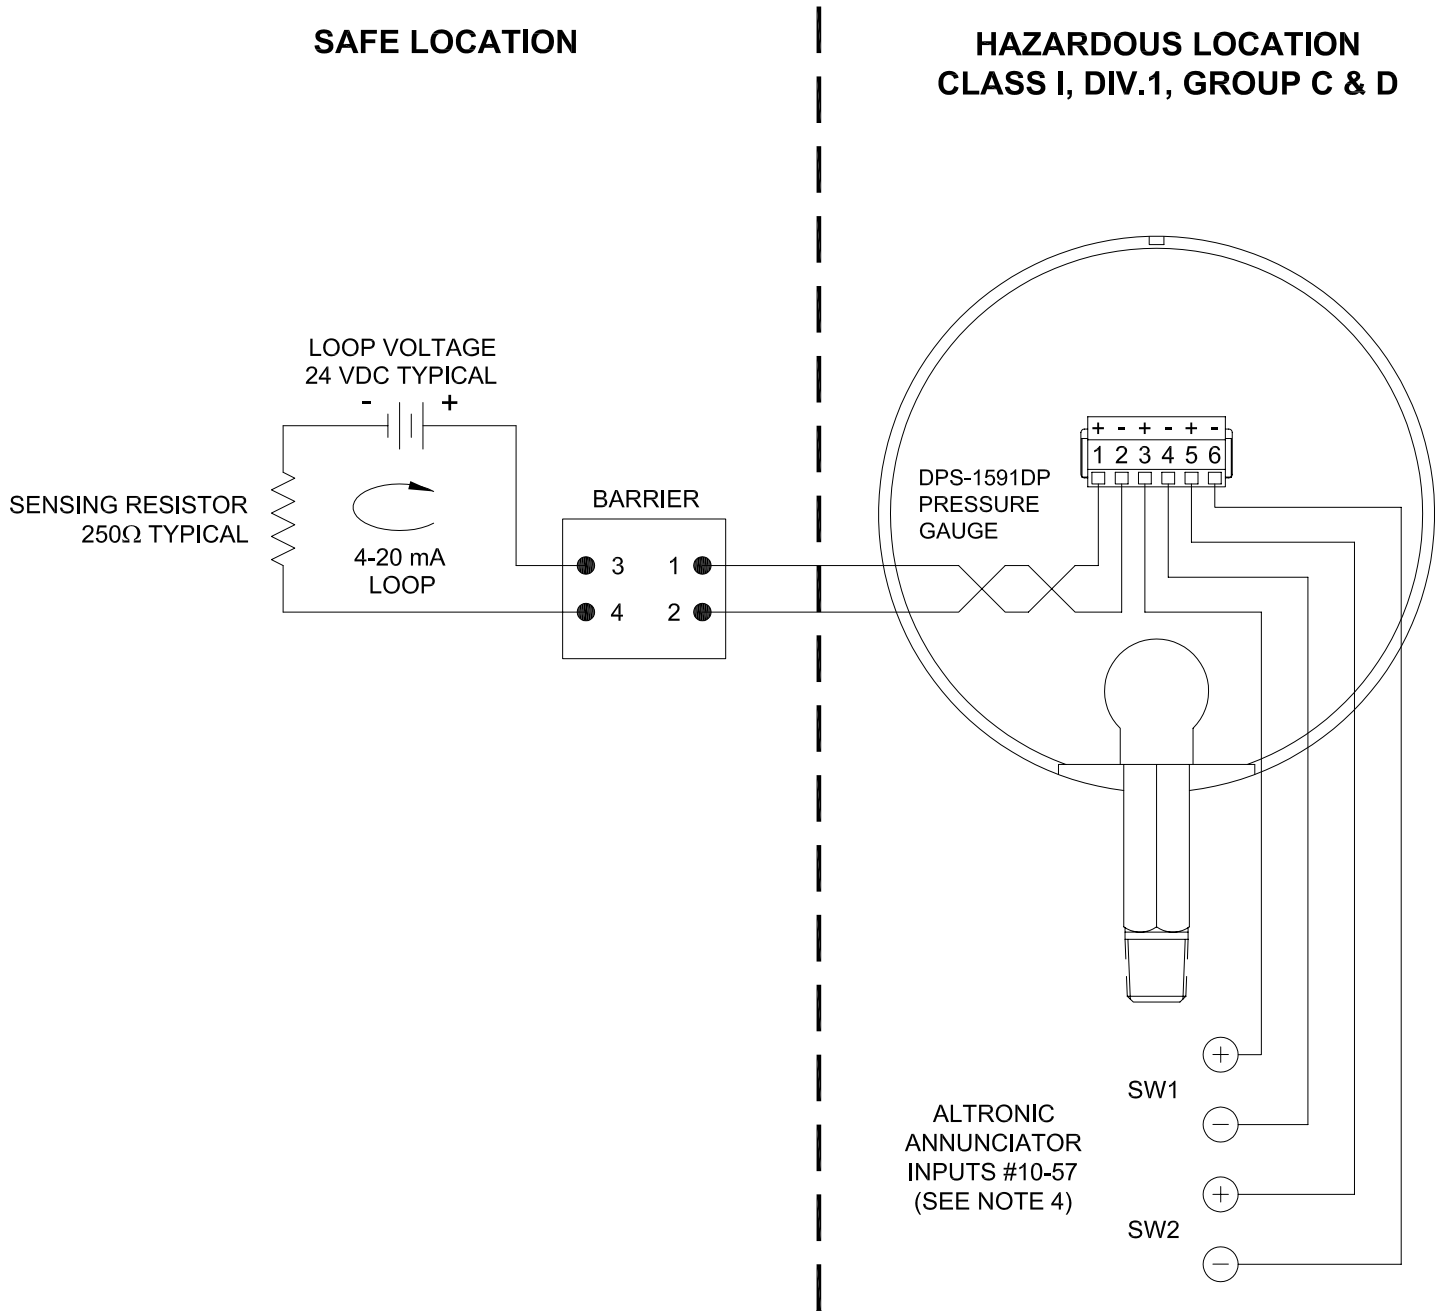 SAFE LOCATION
HAZARDOUS LOCATION
CLASS I, DIV.1, GROUP C & D
LOOP VOLTAGE
24 VDC TYPICAL
- +
SENSING RESISTOR
250Ω TYPICAL
4-20 mA
LOOP
BARRIER
3 1
4 2
DPS-1591DP
PRESSURE
GAUGE
+ - + - + -
1 2 3 4 5 6
ALTRONIC
ANNUNCIATOR
INPUTS #10-57
(SEE NOTE 4)
+
SW1
−
+
SW2
−